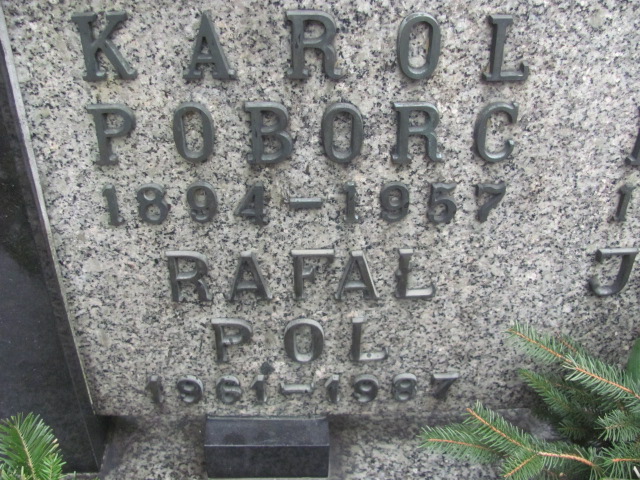 KAROL
POBORC
1894-1957
RAFAL
POL
1961-1987